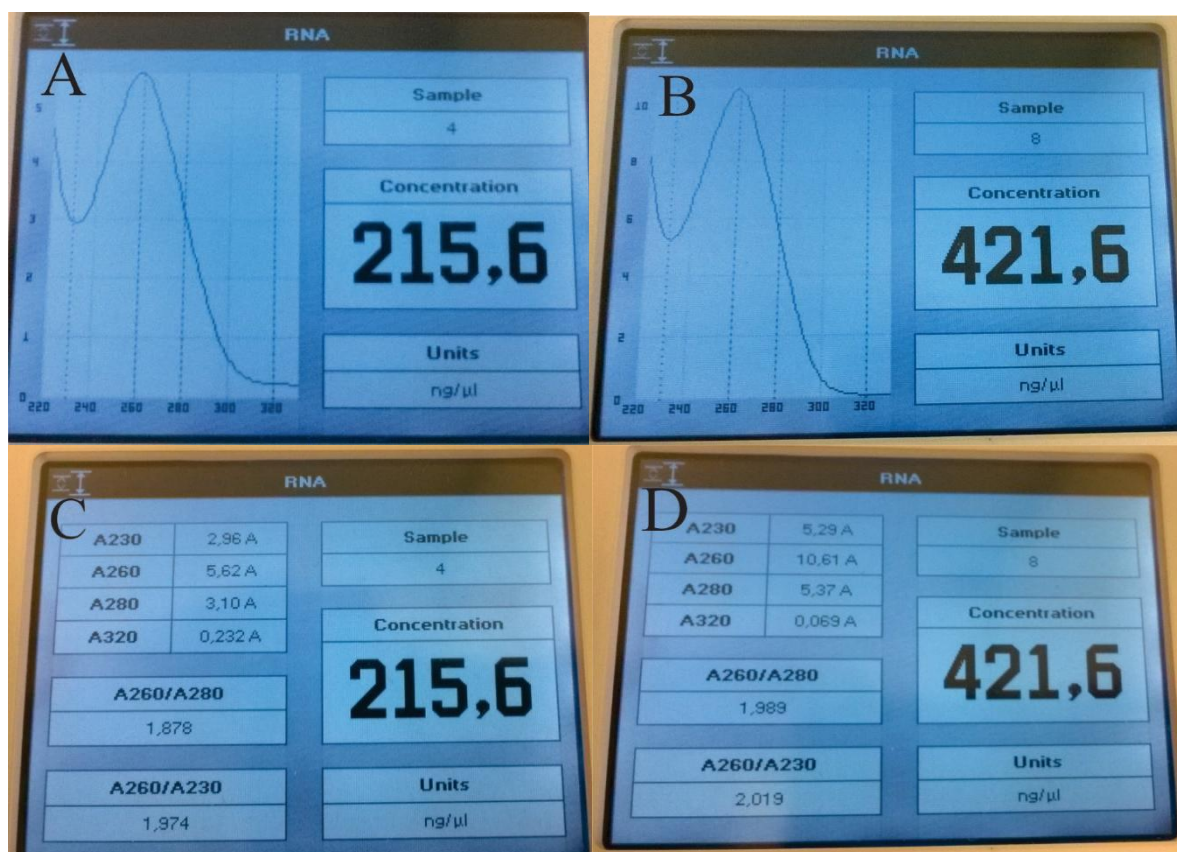 A
RNA
5
4
3
2
1
0
220 240 260 280 300 320
Sample
4
Concentration
215,6
Units
ng/µl
B
RNA
10
8
6
4
2
0
220 240 260 280 300 320
Sample
8
Concentration
421,6
Units
ng/µl
C
RNA
A230 2,96 A
A260 5,62 A
A280 3,10 A
A320 0,232 A
A260/A280
1,878
A260/A230
1,974
Sample
4
Concentration
215,6
Units
ng/µl
D
RNA
A230 5,29 A
A260 10,61 A
A280 5,37 A
A320 0,069 A
A260/A280
1,989
A260/A230
2,019
Sample
8
Concentration
421,6
Units
ng/µl